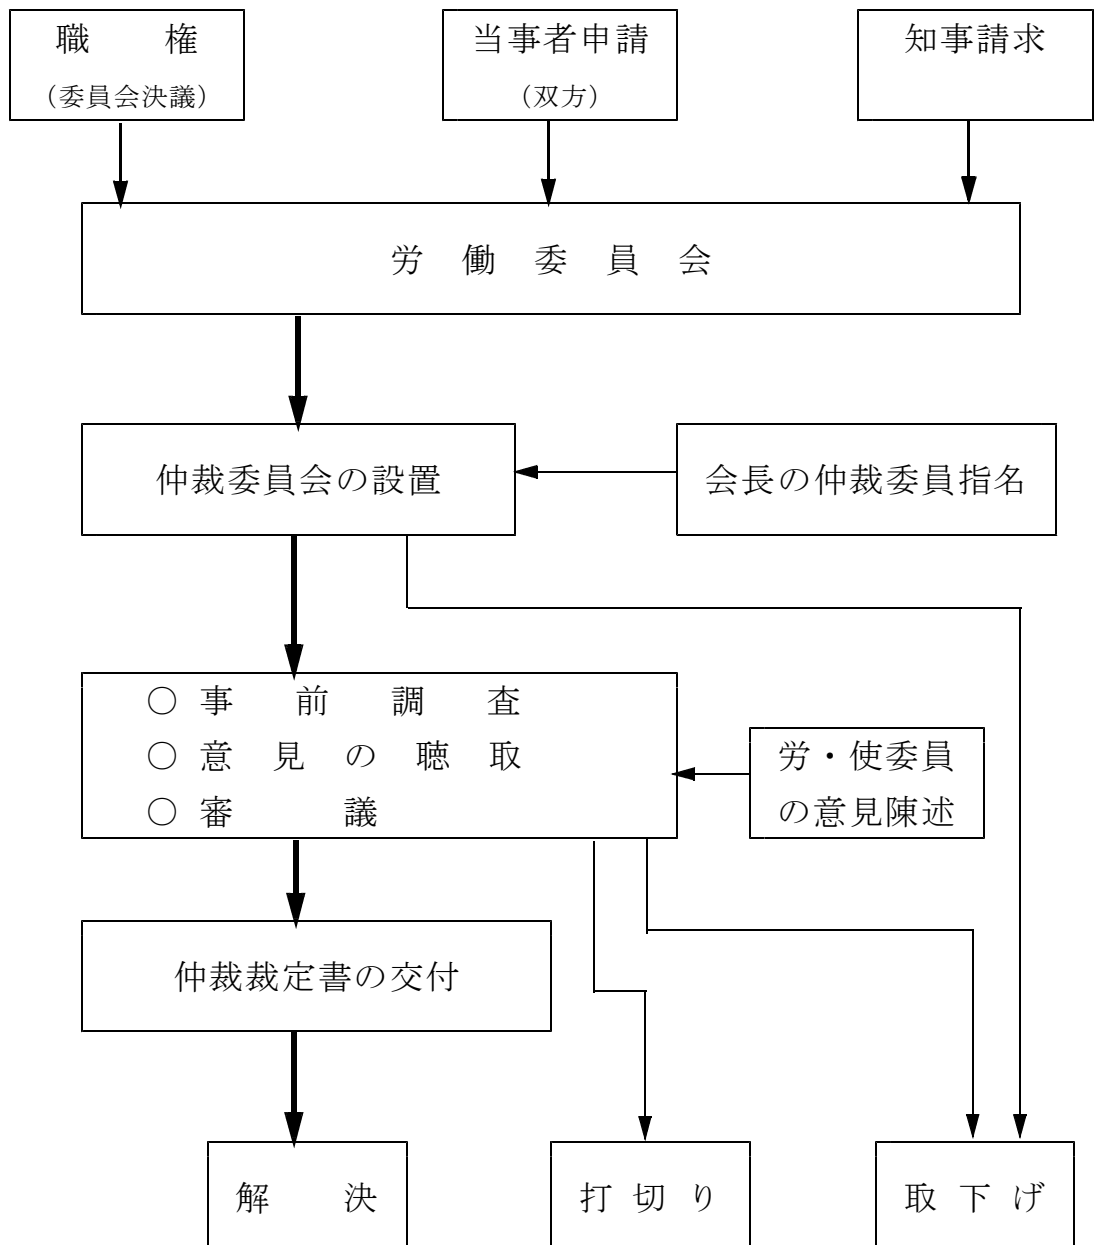 職　権
（委員会決議）
当事者申請
（双方）
知事請求
労働委員会
仲裁委員会の設置
会長の仲裁委員指名
○ 事前調査
○ 意見の聴取
○ 審議
労・使委員
の意見陳述
仲裁裁定書の交付
解　決
打切り
取下げ